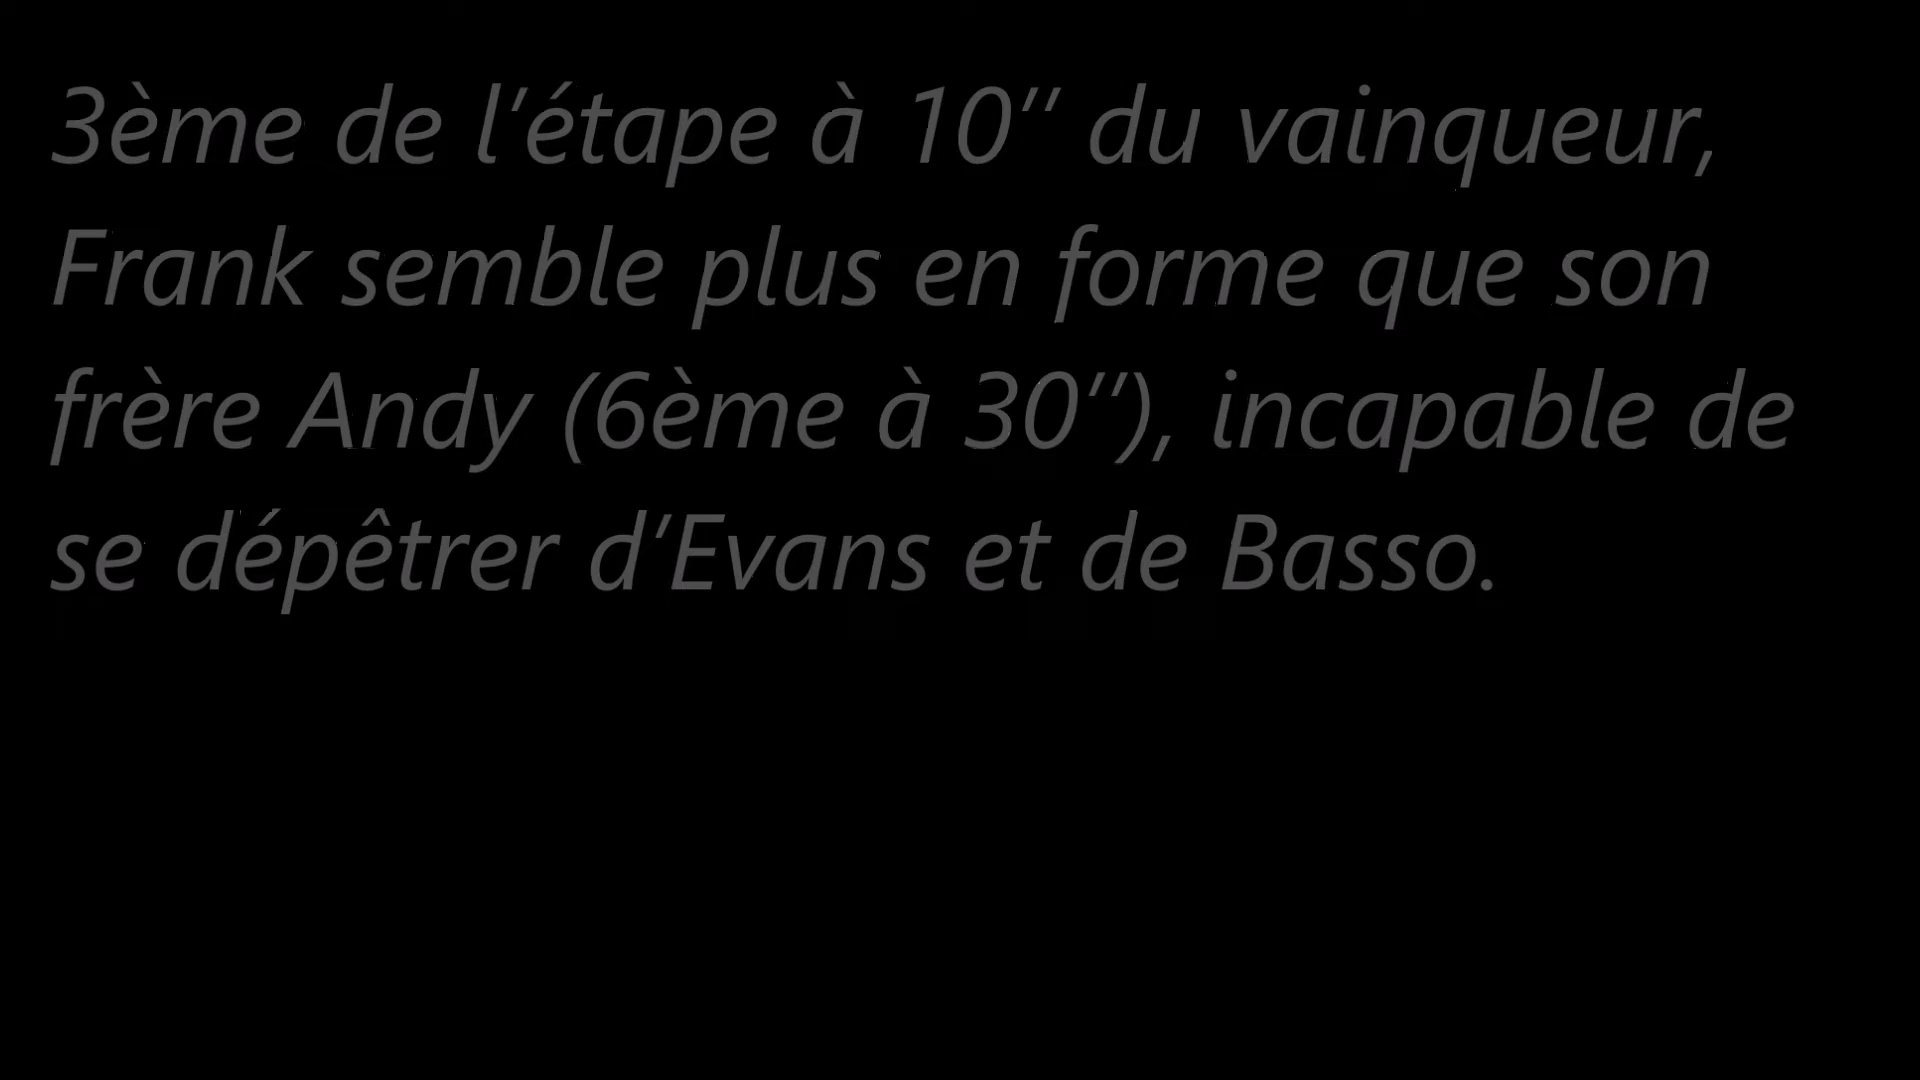 3ème de l’étape à 10’’ du vainqueur,
Frank semble plus en forme que son
frère Andy (6ème à 30’’), incapable de
se dépêtrer d’Evans et de Basso.